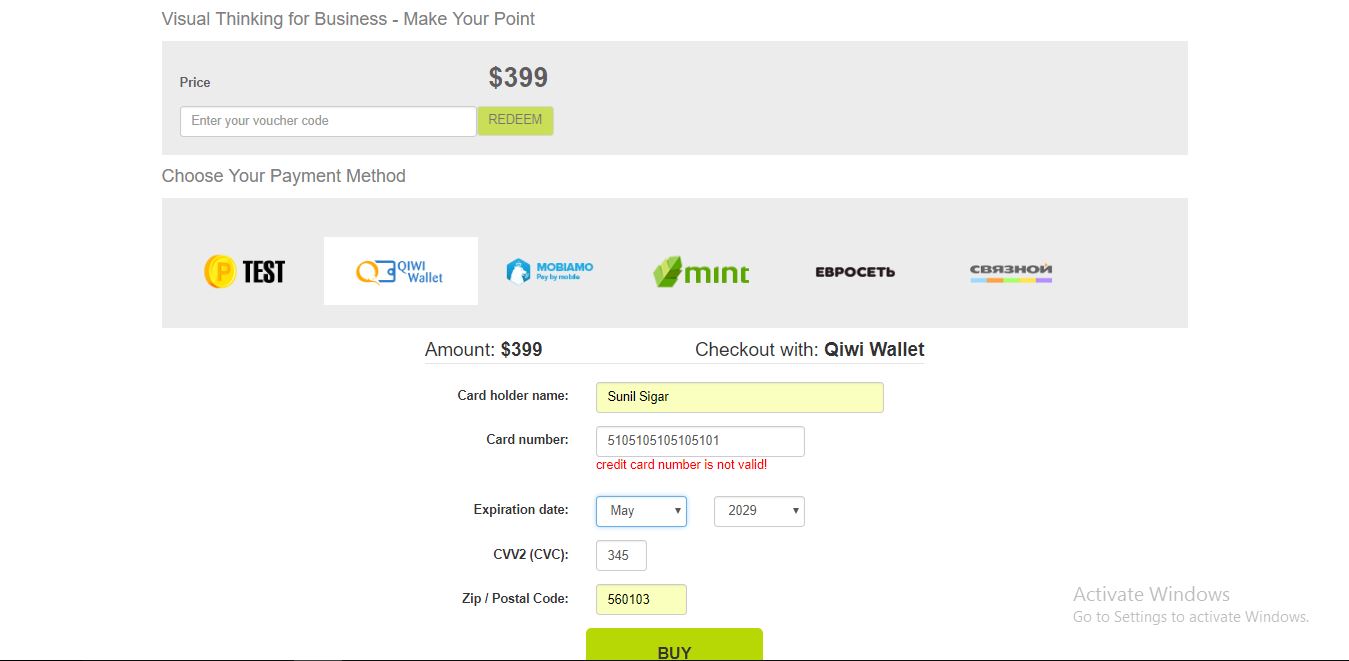 Visual Thinking for Business - Make Your Point
Price $399
Enter your voucher code REDEEM
Choose Your Payment Method
P TEST QIWI Wallet MOBIAMO Pay by mobile mint ЕВРОСЕТЬ СВЯЗНОЙ
Amount: $399 Checkout with: Qiwi Wallet
Card holder name: Sunil Sigar
Card number: 5105105105105101
credit card number is not valid!
Expiration date: May 2029
CVV2 (CVC): 345
Zip / Postal Code: 560103
Activate Windows
Go to Settings to activate Windows.
BUY